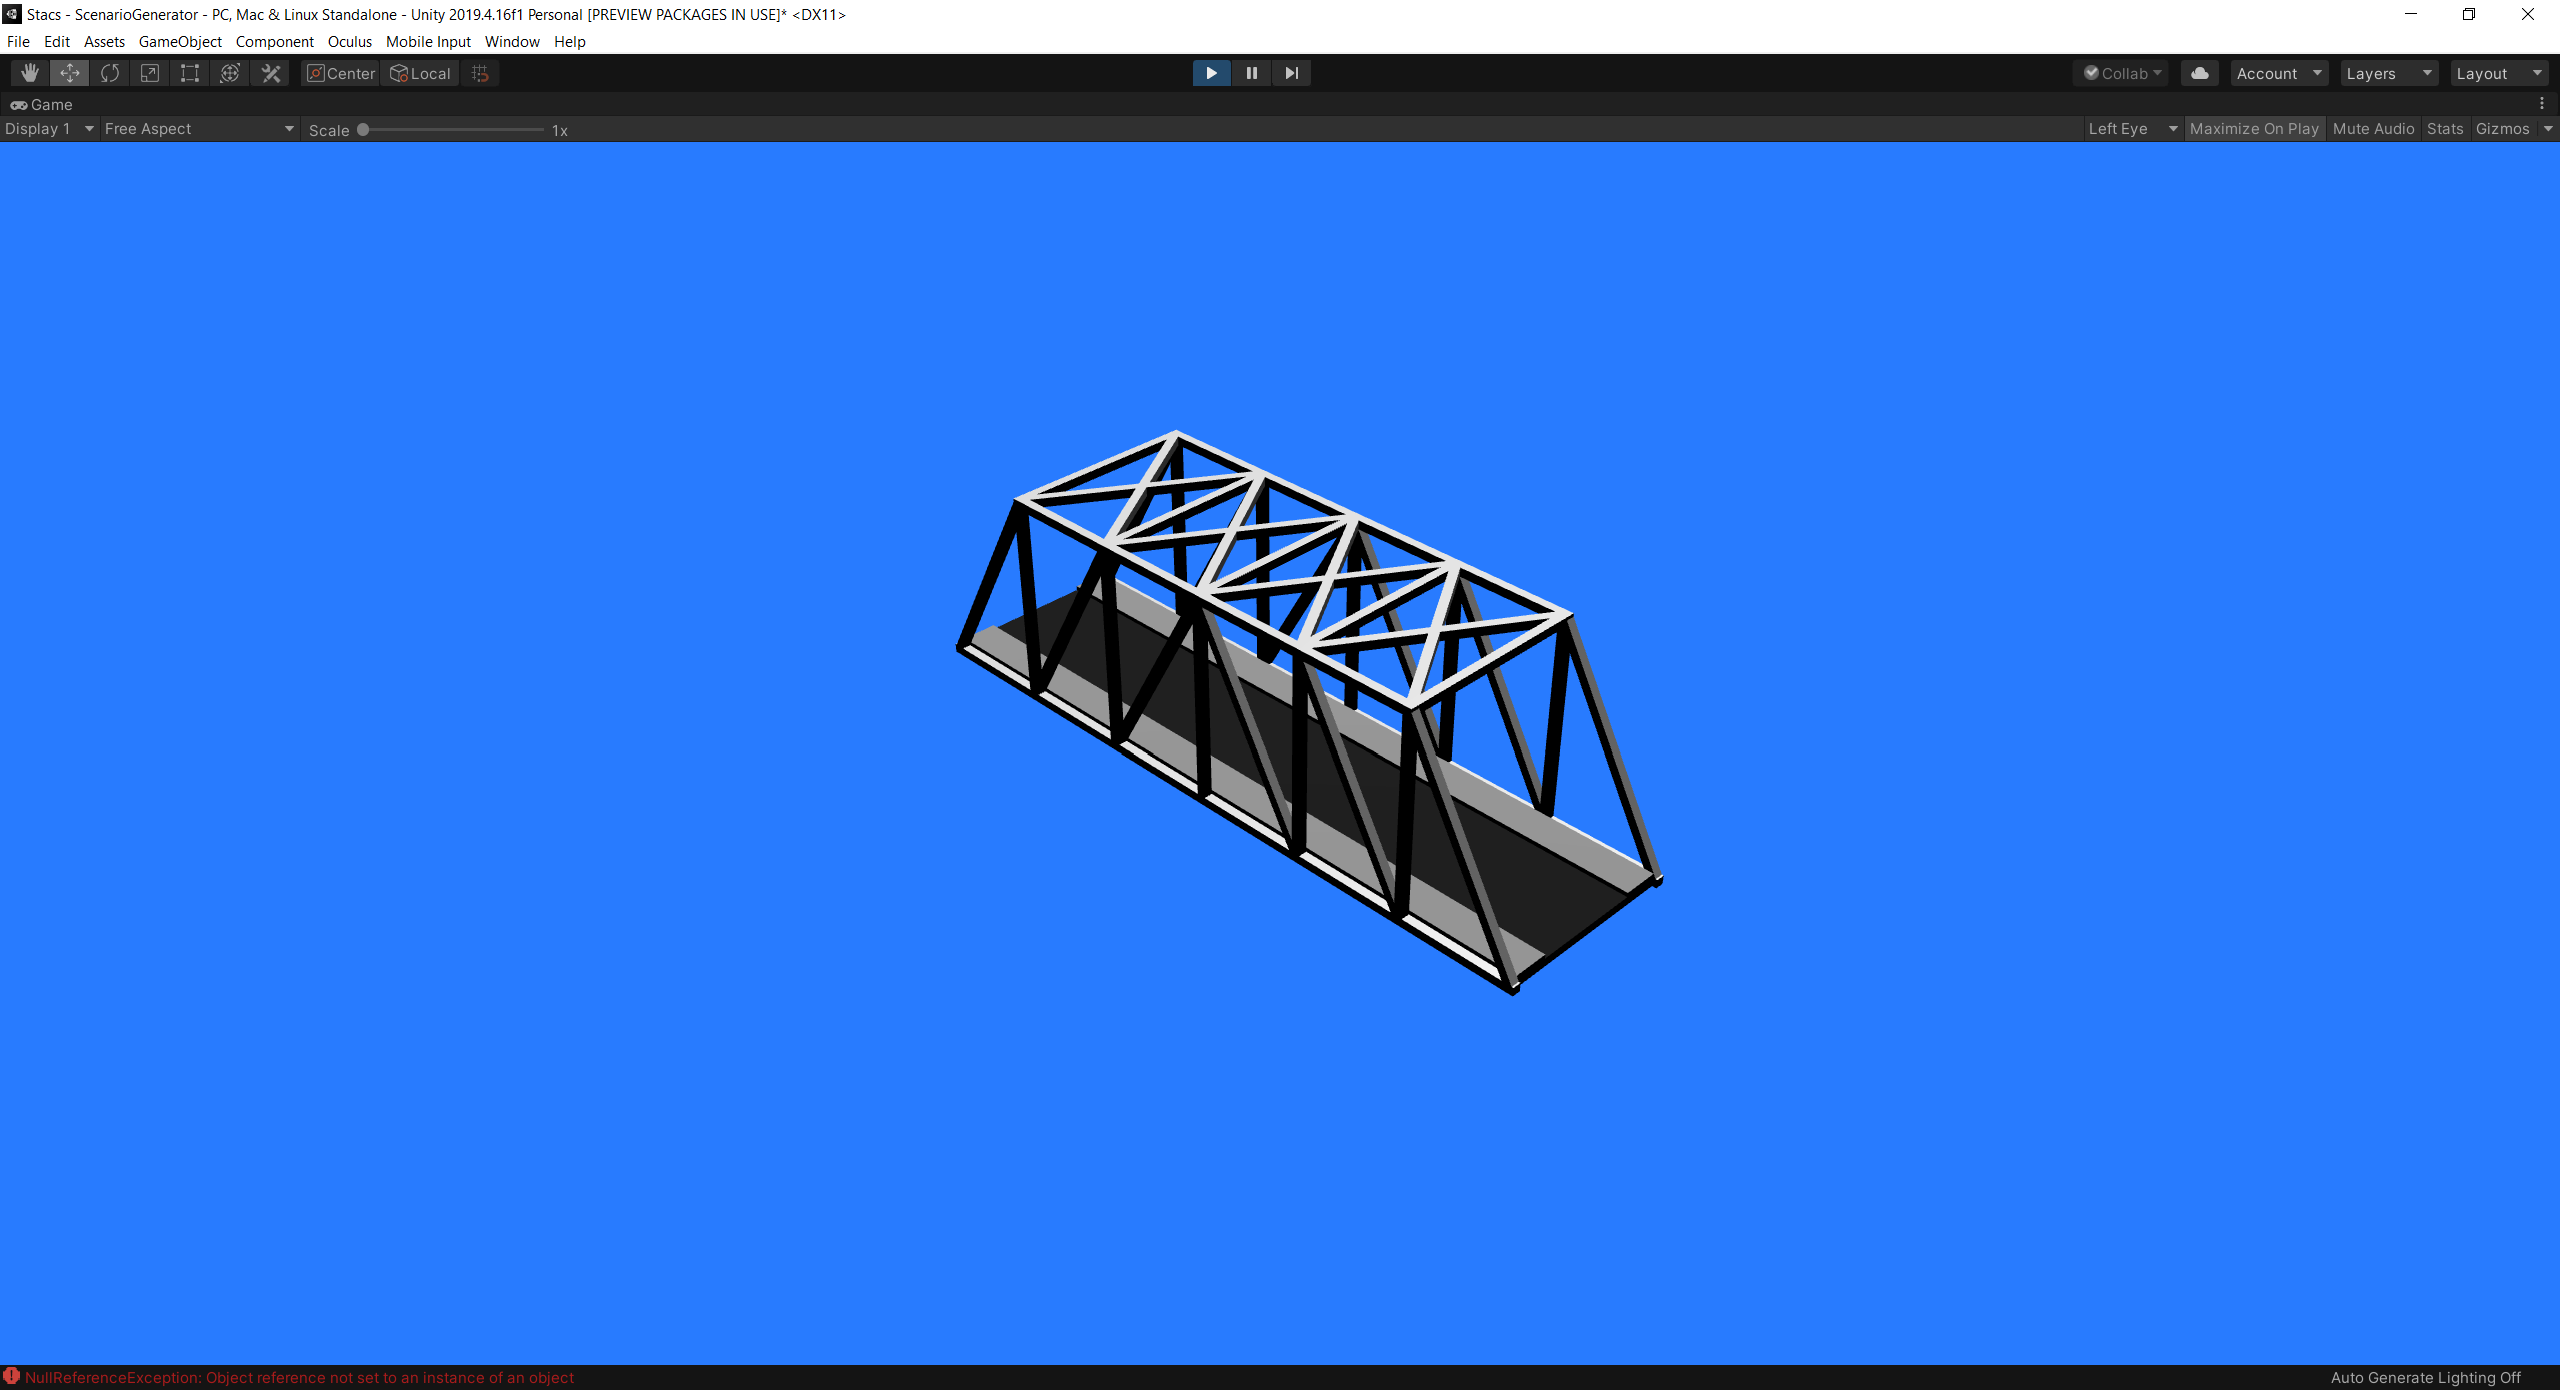 Stacs - ScenarioGenerator - PC, Mac & Linux Standalone - Unity 2019.4.16f1 Personal [PREVIEW PACKAGES IN USE]* <DX11>
File Edit Assets GameObject Component Oculus Mobile Input Window Help
Center Local Collab Account Layers Layout
Game
Display 1 Free Aspect Scale 1x Left Eye Maximize On Play Mute Audio Stats Gizmos
NullReferenceException: Object reference not set to an instance of an object Auto Generate Lighting Off